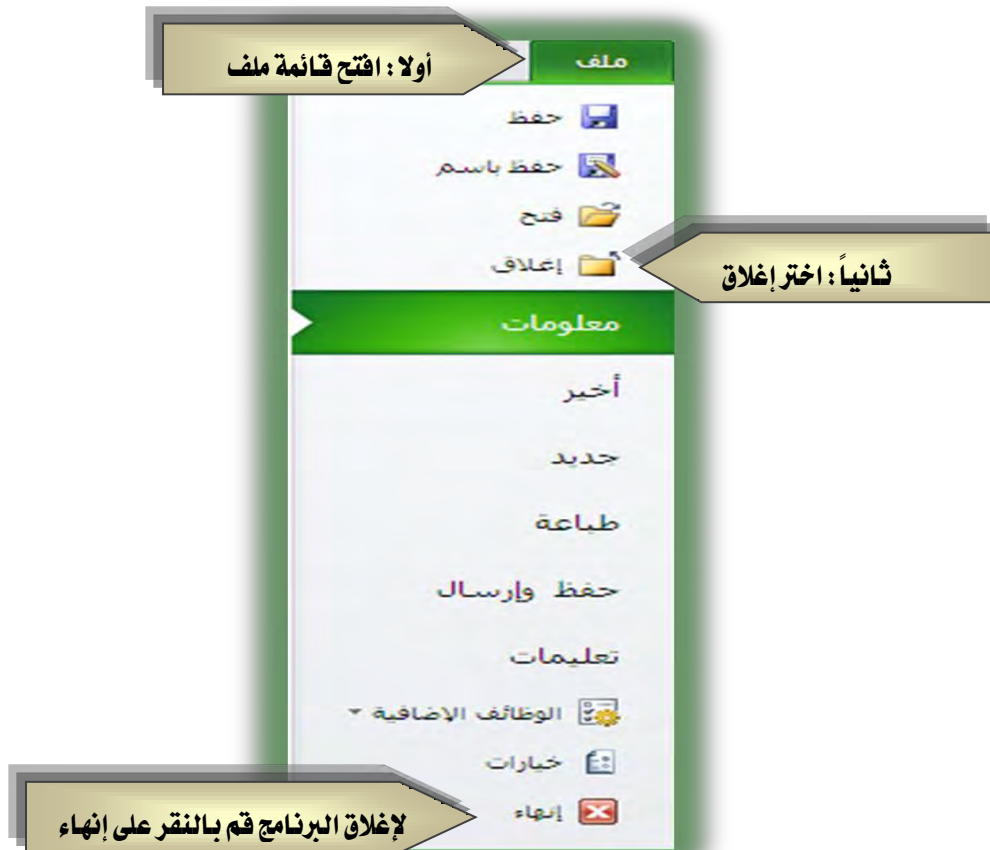 أولا : افتح قائمة ملف
ملف
حفظ
حفظ باسم
فتح
إغلاق
ثانياً : اختر إغلاق
معلومات
أخير
جديد
طباعة
حفظ وإرسال
تعليمات
الوظائف الإضافية
خيارات
إنهاء
لإغلاق البرنامج قم بالنقر على إنهاء